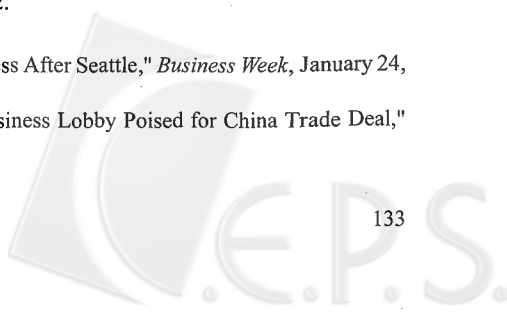 ss After Seattle," Business Week, January 24,
siness Lobby Poised for China Trade Deal,"
133
C.E.P.S.